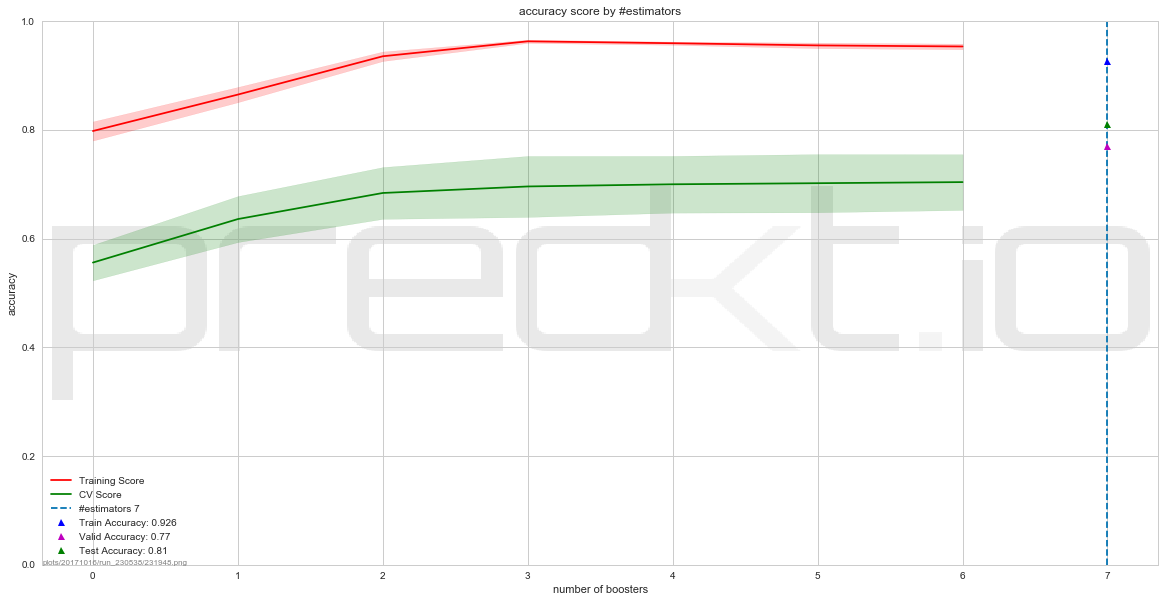 accuracy score by #estimators
1.0
0.8
0.6
0.4
0.2
0.0
accuracy
predkt.io
Training Score
CV Score
#estimators 7
Train Accuracy: 0.926
Valid Accuracy: 0.77
Test Accuracy: 0.81
plots/20171016/run_230538/231948.png
0 1 2 3 4 5 6 7
number of boosters